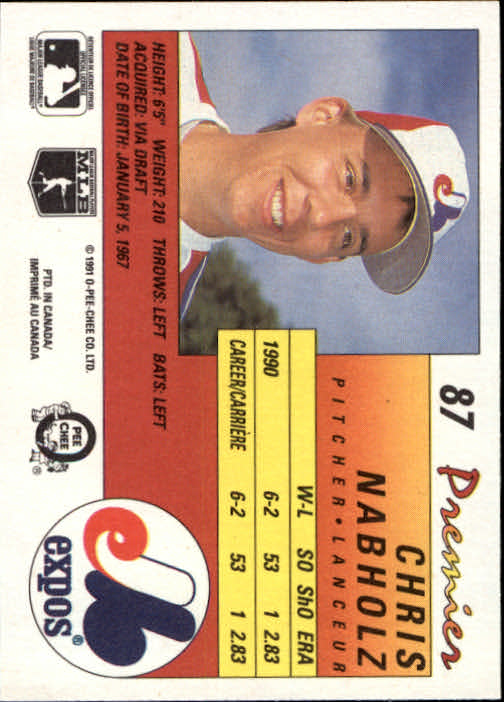 87 Premier
CHRIS
NABHOLZ
PITCHER • LANCEUR
W-L SO ShO ERA
1990 6-2 53 1 2.83
CAREER/CARRIÈRE 6-2 53 1 2.83
HEIGHT: 6'5" WEIGHT: 210 THROWS: LEFT BATS: LEFT
ACQUIRED: VIA DRAFT
DATE OF BIRTH: JANUARY 5, 1967
expos®
MLB
© 1991 O-PEE-CHEE CO. LTD.
PTD. IN CANADA/
IMPRIMÉ AU CANADA
O PEE CHEE ®